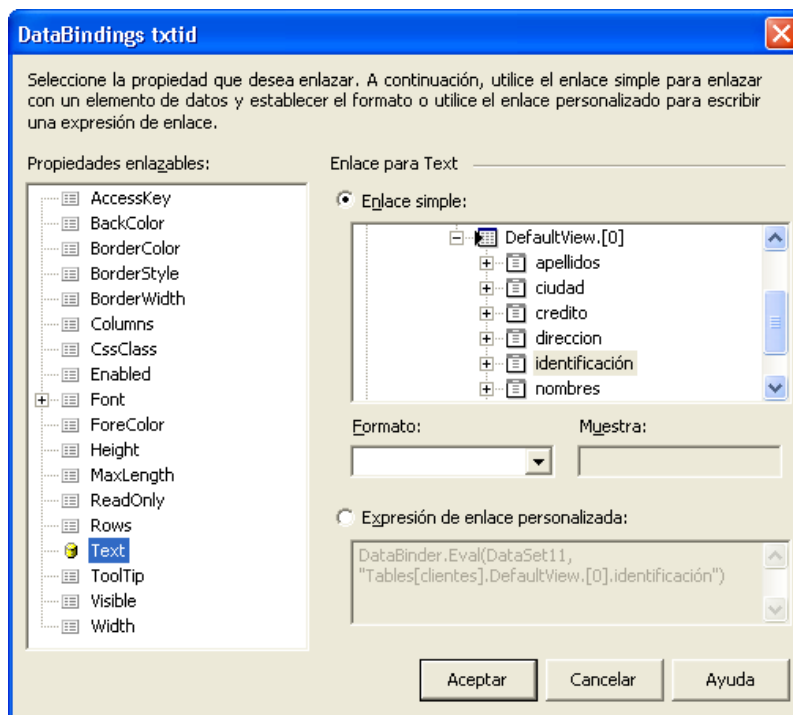 DataBindings txtid
Seleccione la propiedad que desea enlazar. A continuación, utilice el enlace simple para enlazar
con un elemento de datos y establecer el formato o utilice el enlace personalizado para escribir
una expresión de enlace.
Propiedades enlazables:
AccessKey
BackColor
BorderColor
BorderStyle
BorderWidth
Columns
CssClass
Enabled
Font
ForeColor
Height
MaxLength
ReadOnly
Rows
Text
ToolTip
Visible
Width
Enlace para Text
Enlace simple:
DefaultView.[0]
apellidos
ciudad
credito
direccion
identificación
nombres
Formato: Muestra:
Expresión de enlace personalizada:
DataBinder.Eval(DataSet11,
"Tables[clientes].DefaultView.[0].identificación")
Aceptar Cancelar Ayuda